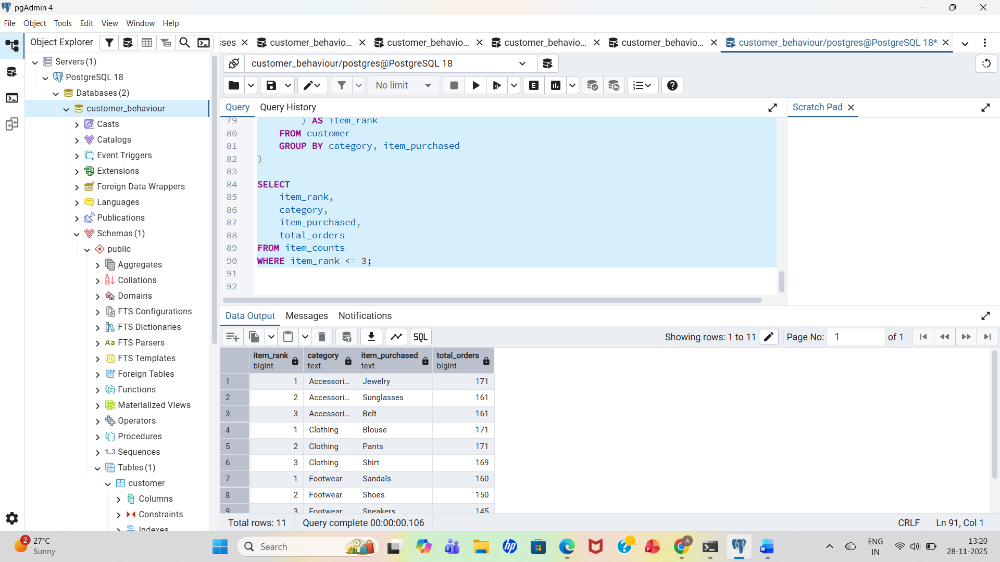 pgAdmin 4
File Object Tools Edit View Window Help
Object Explorer
sses
customer_behavio...
customer_behavio...
customer_behavio...
customer_behavio...
customer_behaviour/postgres@PostgreSQL 18*
customer_behaviour/postgres@PostgreSQL 18
No limit
E
SQL
Query Query History
Scratch Pad
Servers (1)
PostgreSQL 18
Databases (2)
customer_behaviour
Casts
Catalogs
Event Triggers
Extensions
Foreign Data Wrappers
Languages
Publications
Schemas (1)
public
Aggregates
Collations
Domains
FTS Configurations
FTS Dictionaries
Aa FTS Parsers
FTS Templates
Foreign Tables
Functions
Materialized Views
Operators
Procedures
1..3 Sequences
Tables (1)
customer
Columns
Constraints
Indexes
79 ) AS item_rank
80 FROM customer
81 GROUP BY category, item_purchased
82 )
83
84 SELECT
85 item_rank,
86 category,
87 item_purchased,
88 total_orders
89 FROM item_counts
90 WHERE item_rank <= 3;
91
92
Data Output Messages Notifications
Showing rows: 1 to 11 Page No: 1 of 1
item_rank category item_purchased total_orders
bigint text text bigint
1 1 Accessori... Jewelry 171
2 2 Accessori... Sunglasses 161
3 3 Accessori... Belt 161
4 1 Clothing Blouse 171
5 2 Clothing Pants 171
6 3 Clothing Shirt 169
7 1 Footwear Sandals 160
8 2 Footwear Shoes 150
9 3 Footwear Sneakers 145
Total rows: 11 Query complete 00:00:00.106 CRLF Ln 91, Col 1
2
27°C
Sunny
Search
ENG
IN
13:20
28-11-2025